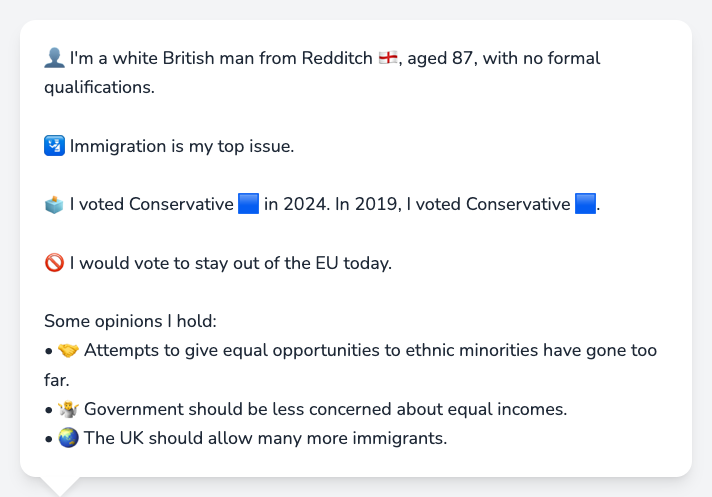 👤 I'm a white British man from Redditch 🏴󠁧󠁢󠁥󠁮󠁧󠁿, aged 87, with no formal
qualifications.
🛂 Immigration is my top issue.
🗳️ I voted Conservative 🟦 in 2024. In 2019, I voted Conservative 🟦.
🚫 I would vote to stay out of the EU today.
Some opinions I hold:
• 🤝 Attempts to give equal opportunities to ethnic minorities have gone too
far.
• 🤷 Government should be less concerned about equal incomes.
• 🌏 The UK should allow many more immigrants.